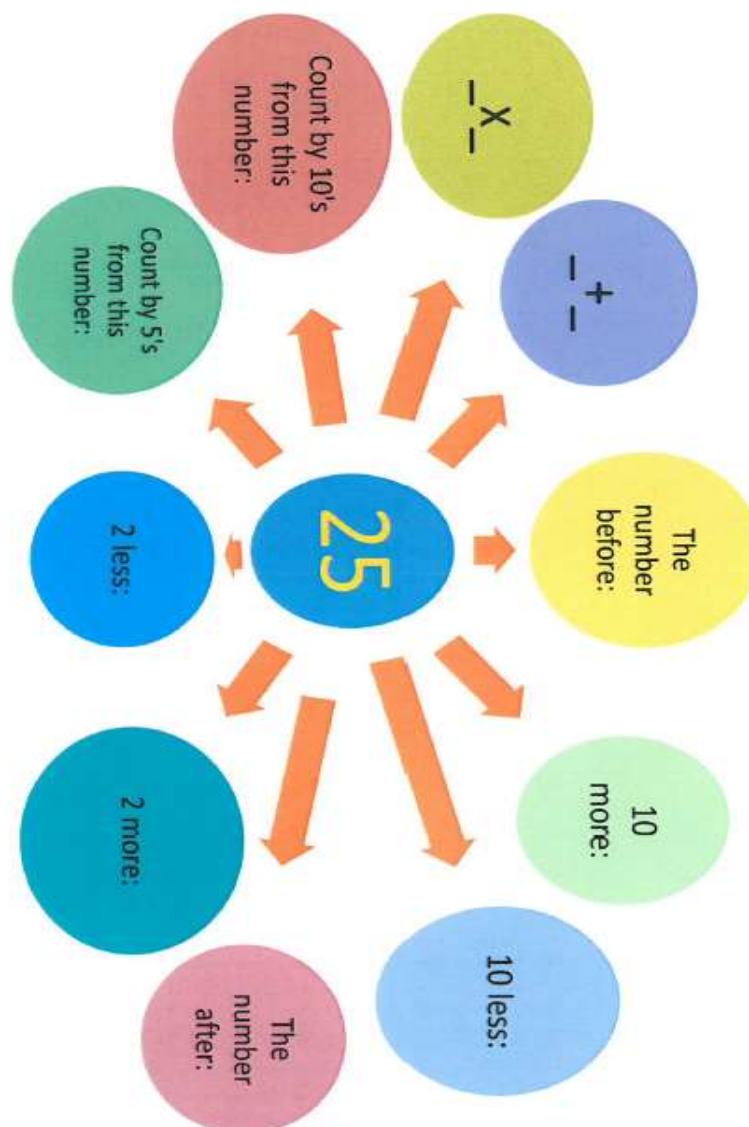 _+ _
The
number
before:
10
more:
_X_
10 less:
25
Count by 10's
from this
number:
The
number
after:
Count by 5's
from this
number:
2 less:
2 more: